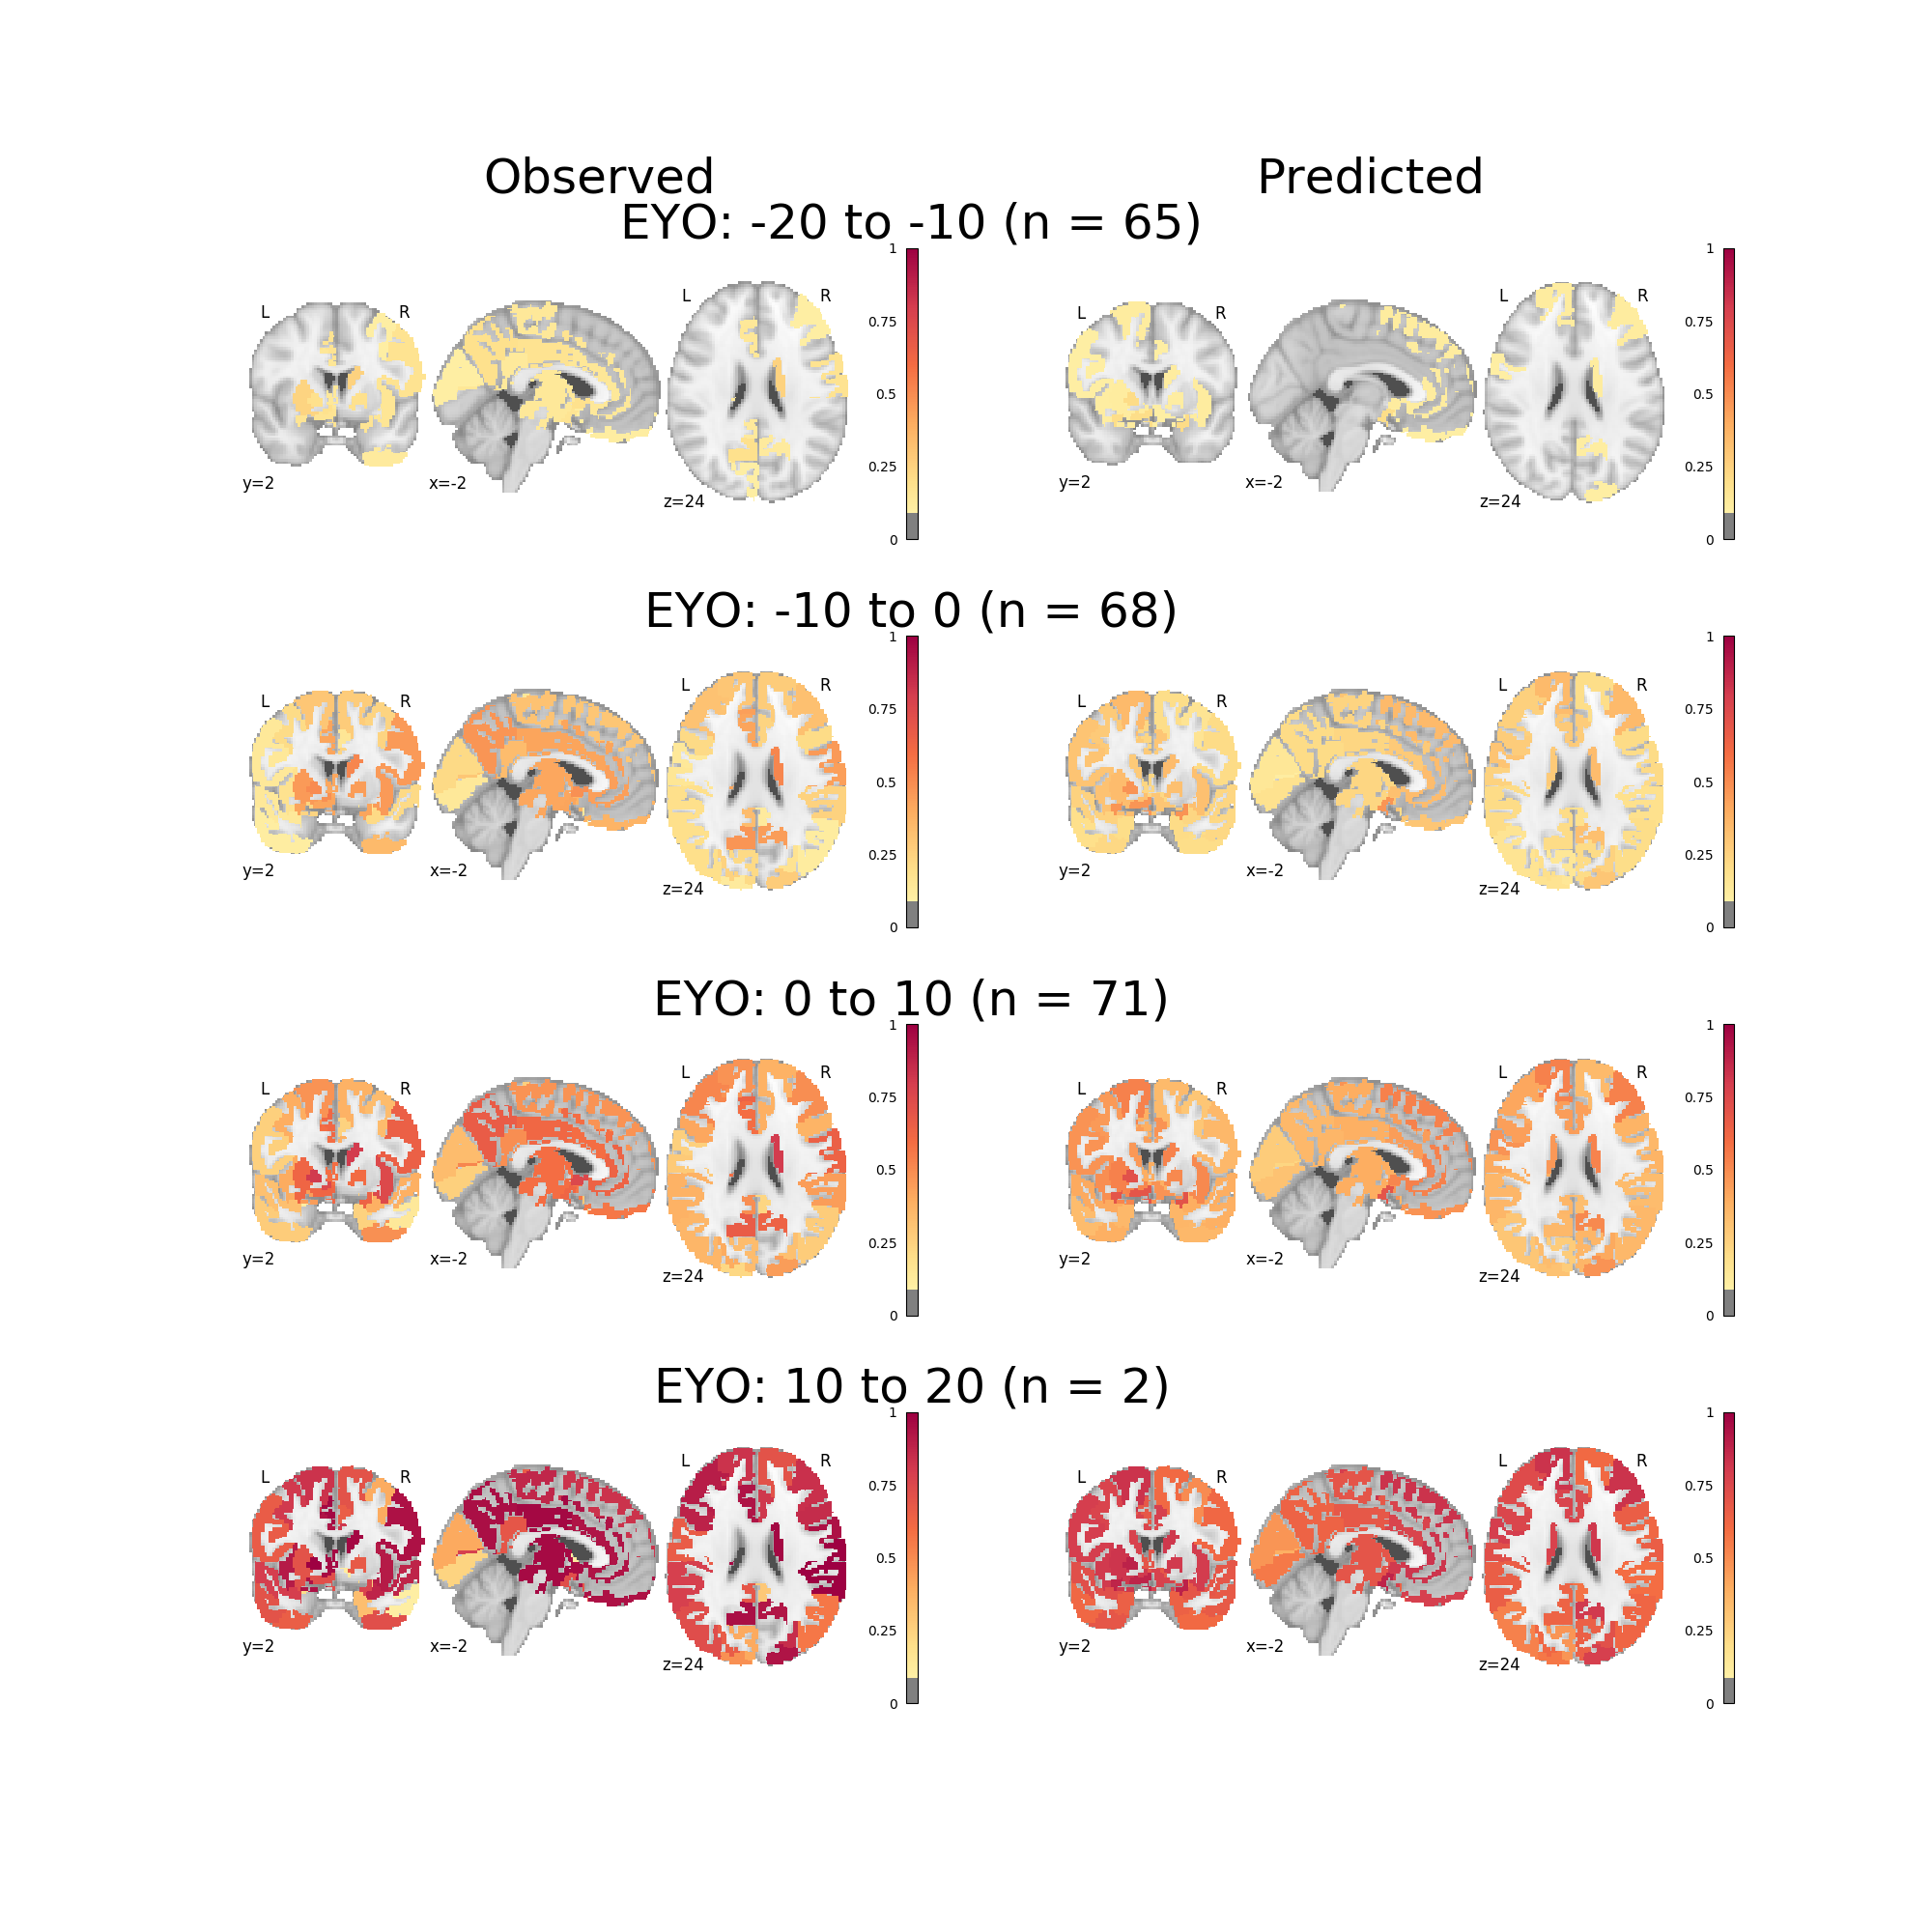 Observed Predicted
EYO: -20 to -10 (n = 65)
L R L R L R L R
y=2 x=-2 z=24 y=2 x=-2 z=24
1 0.75 0.5 0.25 0 1 0.75 0.5 0.25 0
EYO: -10 to 0 (n = 68)
L R L R L R L R
y=2 x=-2 z=24 y=2 x=-2 z=24
1 0.75 0.5 0.25 0 1 0.75 0.5 0.25 0
EYO: 0 to 10 (n = 71)
L R L R L R L R
y=2 x=-2 z=24 y=2 x=-2 z=24
1 0.75 0.5 0.25 0 1 0.75 0.5 0.25 0
EYO: 10 to 20 (n = 2)
L R L R L R L R
y=2 x=-2 z=24 y=2 x=-2 z=24
1 0.75 0.5 0.25 0 1 0.75 0.5 0.25 0